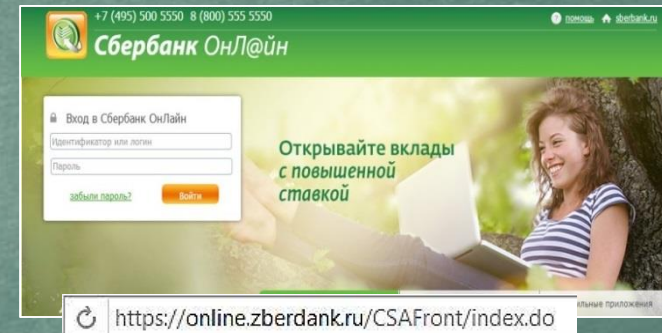 +7 (495) 500 5550 8 (800) 555 5550
? помощь sberbank.ru
Сбербанк ОнЛ@йн
Вход в Сбербанк ОнЛайн
Идентификатор или логин
Пароль
забыли пароль?
Войти
Открывайте вклады
с повышенной
ставкой
приложения
https://online.zberdank.ru/CSAFront/index.do